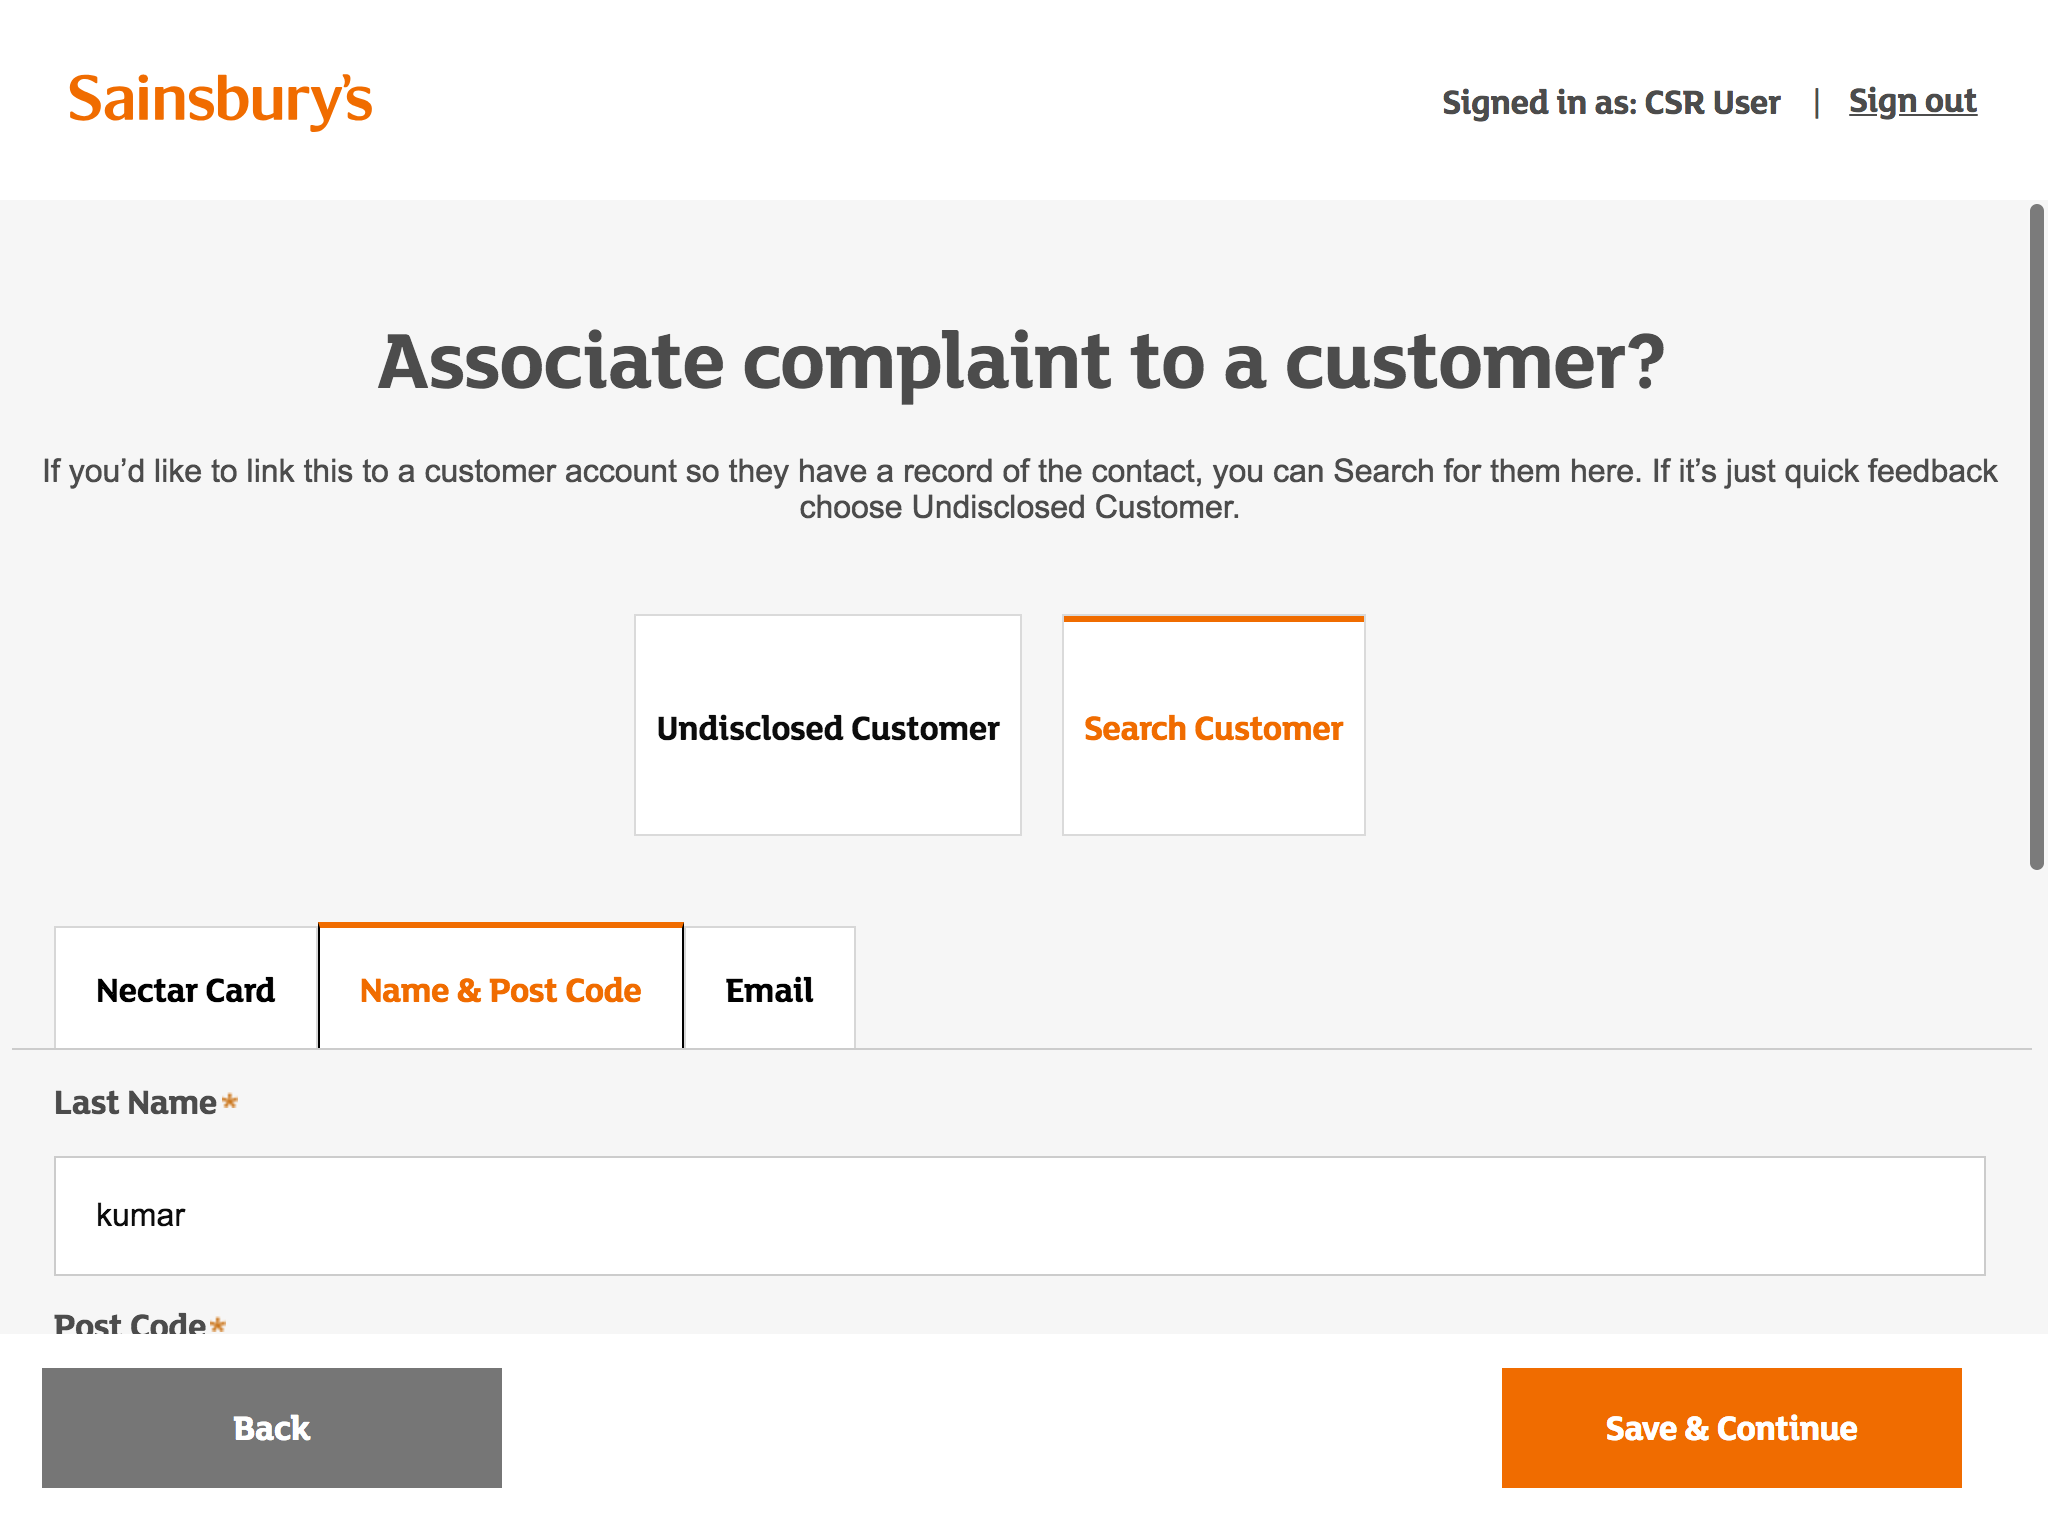 Sainsbury's
Signed in as: CSR User | Sign out
Associate complaint to a customer?
If you’d like to link this to a customer account so they have a record of the contact, you can Search for them here. If it’s just quick feedback
choose Undisclosed Customer.
Undisclosed Customer
Search Customer
Nectar Card
Name & Post Code
Email
Last Name*
kumar
Post Code*
Back
Save & Continue